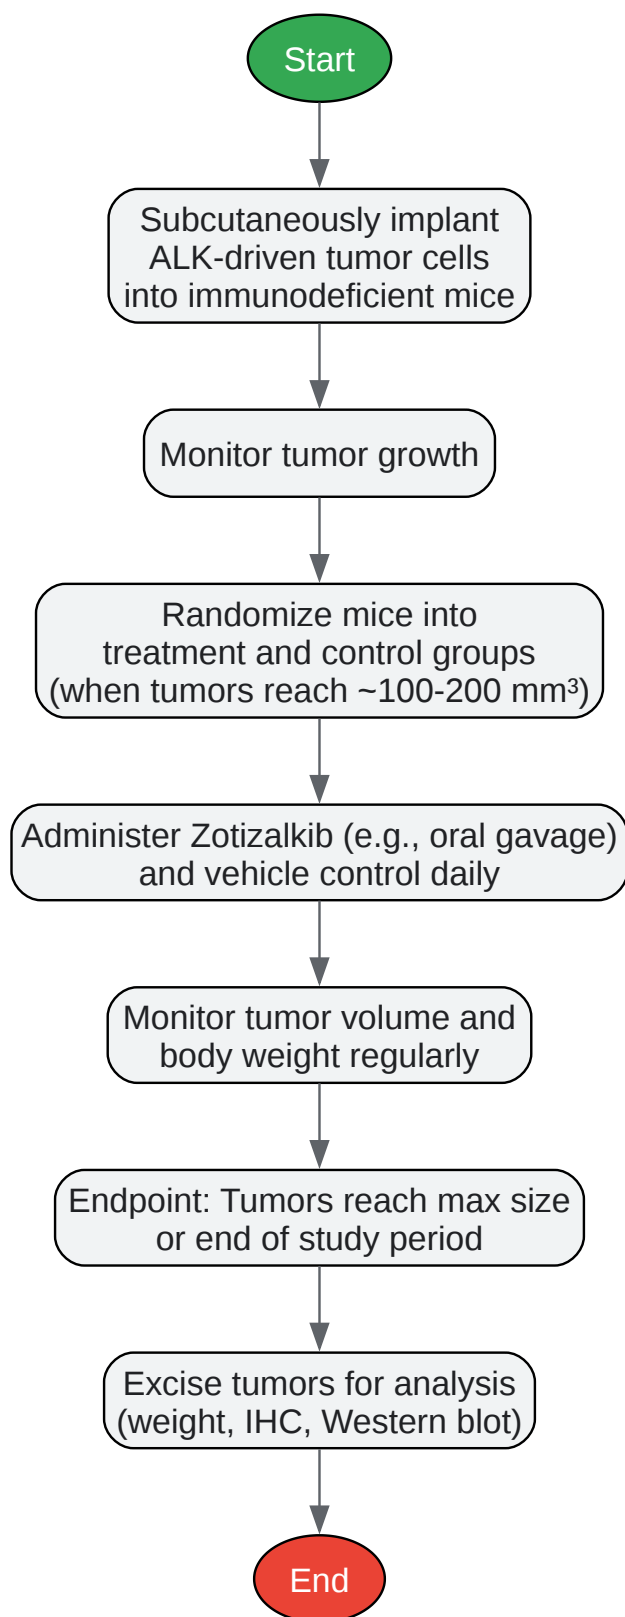 Start
Subcutaneously implant
ALK-driven tumor cells
into immunodeficient mice
Monitor tumor growth
Randomize mice into
treatment and control groups
(when tumors reach ~100-200 mm³)
Administer Zotizalkib (e.g., oral gavage)
and vehicle control daily
Monitor tumor volume and
body weight regularly
Endpoint: Tumors reach max size
or end of study period
Excise tumors for analysis
(weight, IHC, Western blot)
End